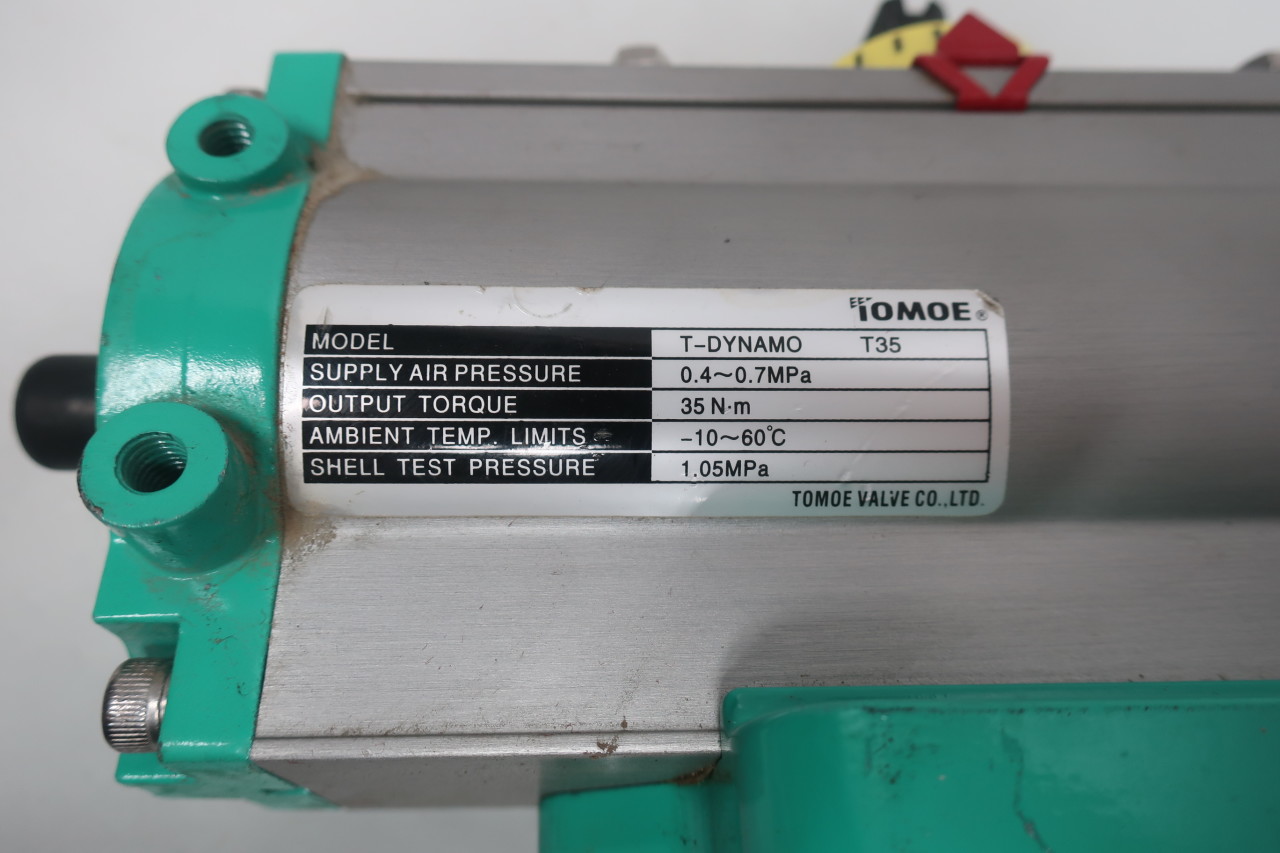 TOMOE®
MODEL T-DYNAMO T35
SUPPLY AIR PRESSURE 0.4~0.7MPa
OUTPUT TORQUE 35 N·m
AMBIENT TEMP. LIMITS -10~60℃
SHELL TEST PRESSURE 1.05MPa
TOMOE VALVE CO.,LTD.